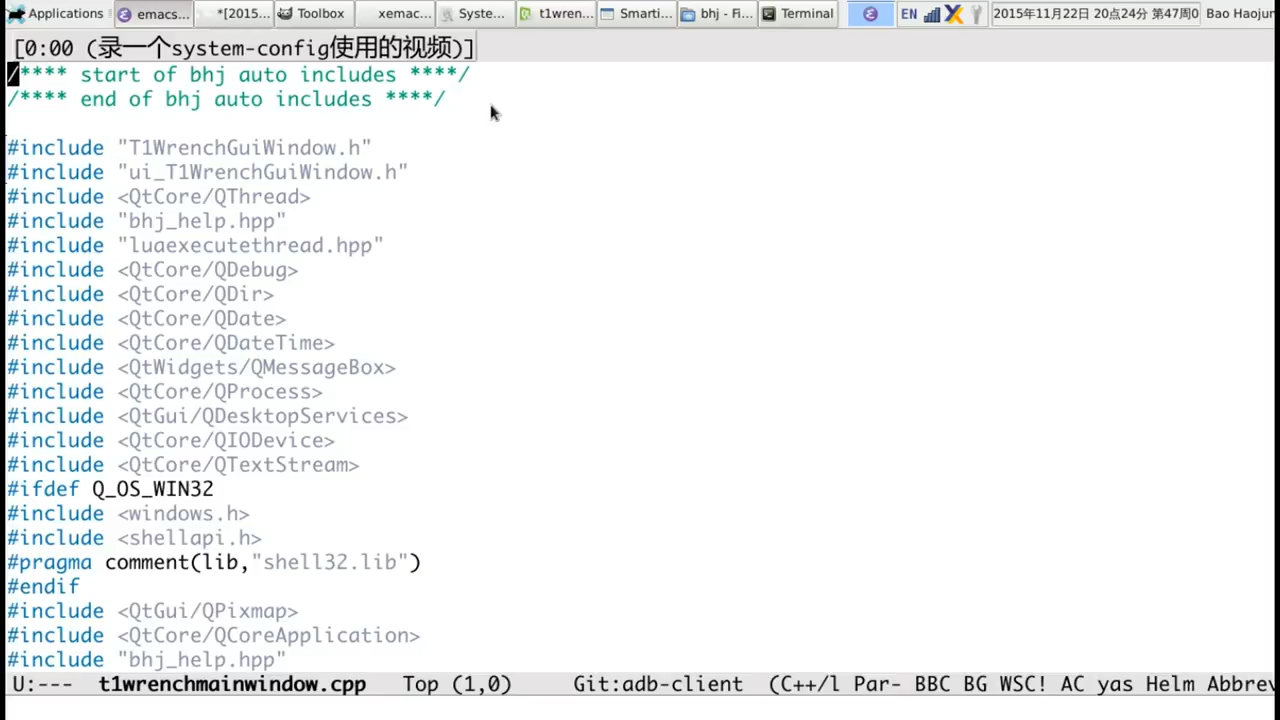 Applications emacs... *[2015... Toolbox xemac... Syste... t1wren... Smarti... bhj - Fi... Terminal EN 2015年11月22日 20点24分 第47周0 Bao Haojun
[0:00 (录一个system-config使用的视频)]
/**** start of bhj auto includes ****/
/**** end of bhj auto includes ****/
#include "T1WrenchGuiWindow.h"
#include "ui_T1WrenchGuiWindow.h"
#include <QtCore/QThread>
#include "bhj_help.hpp"
#include "luaexecutethread.hpp"
#include <QtCore/QDebug>
#include <QtCore/QDir>
#include <QtCore/QDate>
#include <QtCore/QDateTime>
#include <QtWidgets/QMessageBox>
#include <QtCore/QProcess>
#include <QtGui/QDesktopServices>
#include <QtCore/QIODevice>
#include <QtCore/QTextStream>
#ifdef Q_OS_WIN32
#include <windows.h>
#include <shellapi.h>
#pragma comment(lib,"shell32.lib")
#endif
#include <QtGui/QPixmap>
#include <QtCore/QCoreApplication>
#include "bhj_help.hpp"
U:--- t1wrenchmainwindow.cpp Top (1,0) Git:adb-client (C++/l Par- BBC BG WSC! AC yas Helm Abbrev